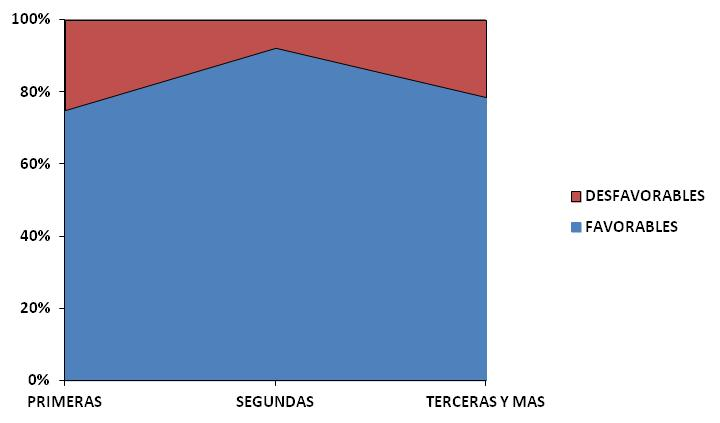 100%
80%
60%
40%
20%
0%
PRIMERAS
SEGUNDAS
TERCERAS Y MAS
DESFAVORABLES
FAVORABLES